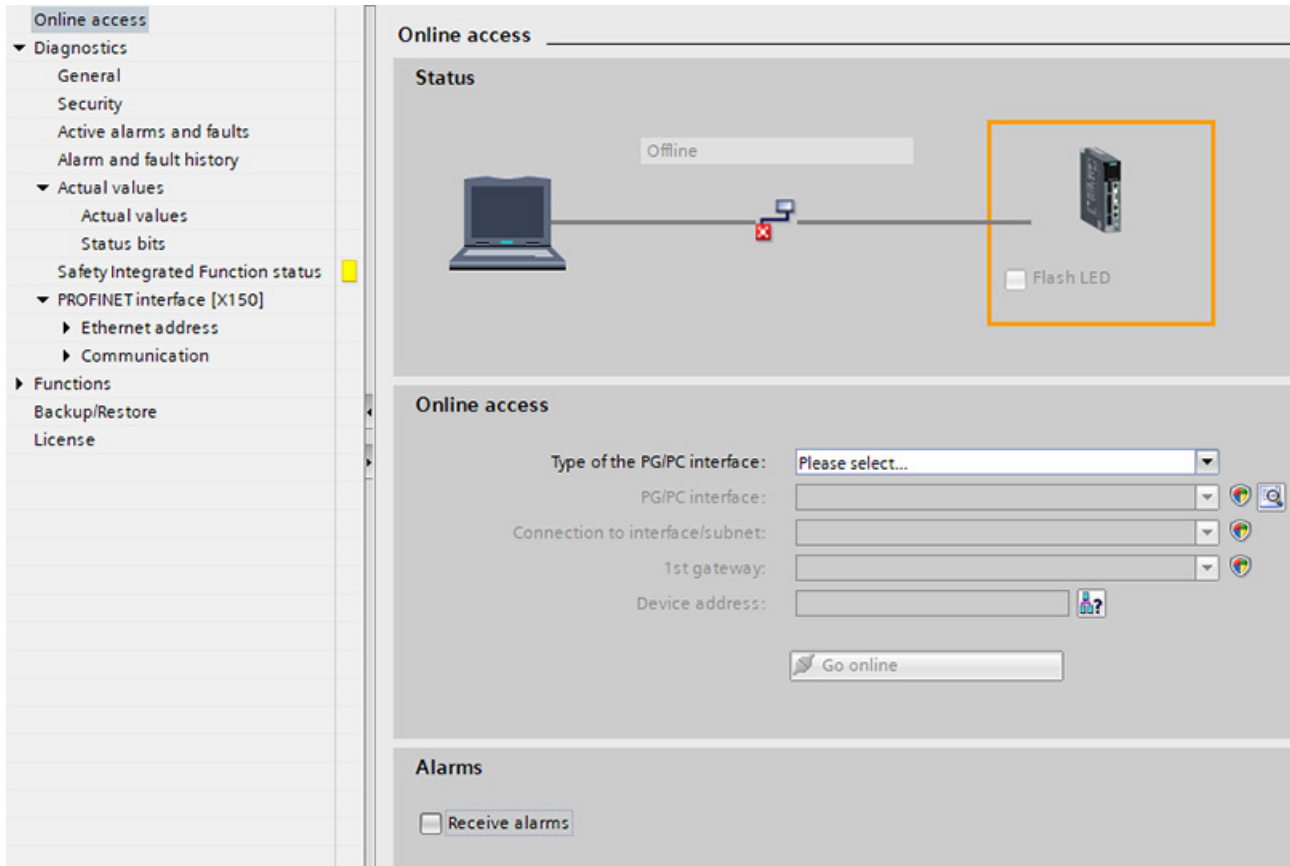 Online access
Diagnostics
General
Security
Active alarms and faults
Alarm and fault history
Actual values
Actual values
Status bits
Safety Integrated Function status
PROFINET interface [X150]
Ethernet address
Communication
Functions
Backup/Restore
License
Online access
Status
Offline
Flash LED
Online access
Type of the PG/PC interface: Please select...
PG/PC interface:
Connection to interface/subnet:
1st gateway:
Device address:
?
Go online
Alarms
Receive alarms